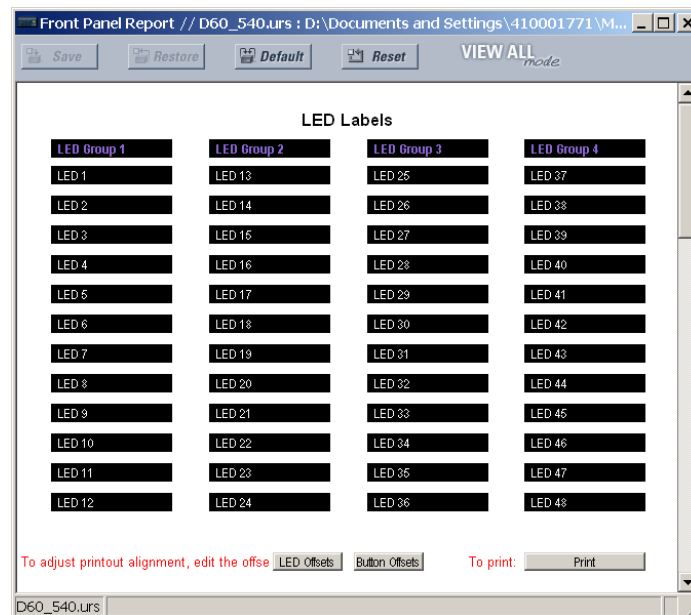 Front Panel Report // D60_540.urs : D:\Documents and Settings\410001771\M...
Save Restore Default Reset VIEW ALL mode
LED Labels
LED Group 1 LED Group 2 LED Group 3 LED Group 4
LED 1 LED 13 LED 25 LED 37
LED 2 LED 14 LED 26 LED 38
LED 3 LED 15 LED 27 LED 39
LED 4 LED 16 LED 28 LED 40
LED 5 LED 17 LED 29 LED 41
LED 6 LED 18 LED 30 LED 42
LED 7 LED 19 LED 31 LED 43
LED 8 LED 20 LED 32 LED 44
LED 9 LED 21 LED 33 LED 45
LED 10 LED 22 LED 34 LED 46
LED 11 LED 23 LED 35 LED 47
LED 12 LED 24 LED 36 LED 48
To adjust printout alignment, edit the offse LED Offsets Button Offsets To print: Print
D60_540.urs